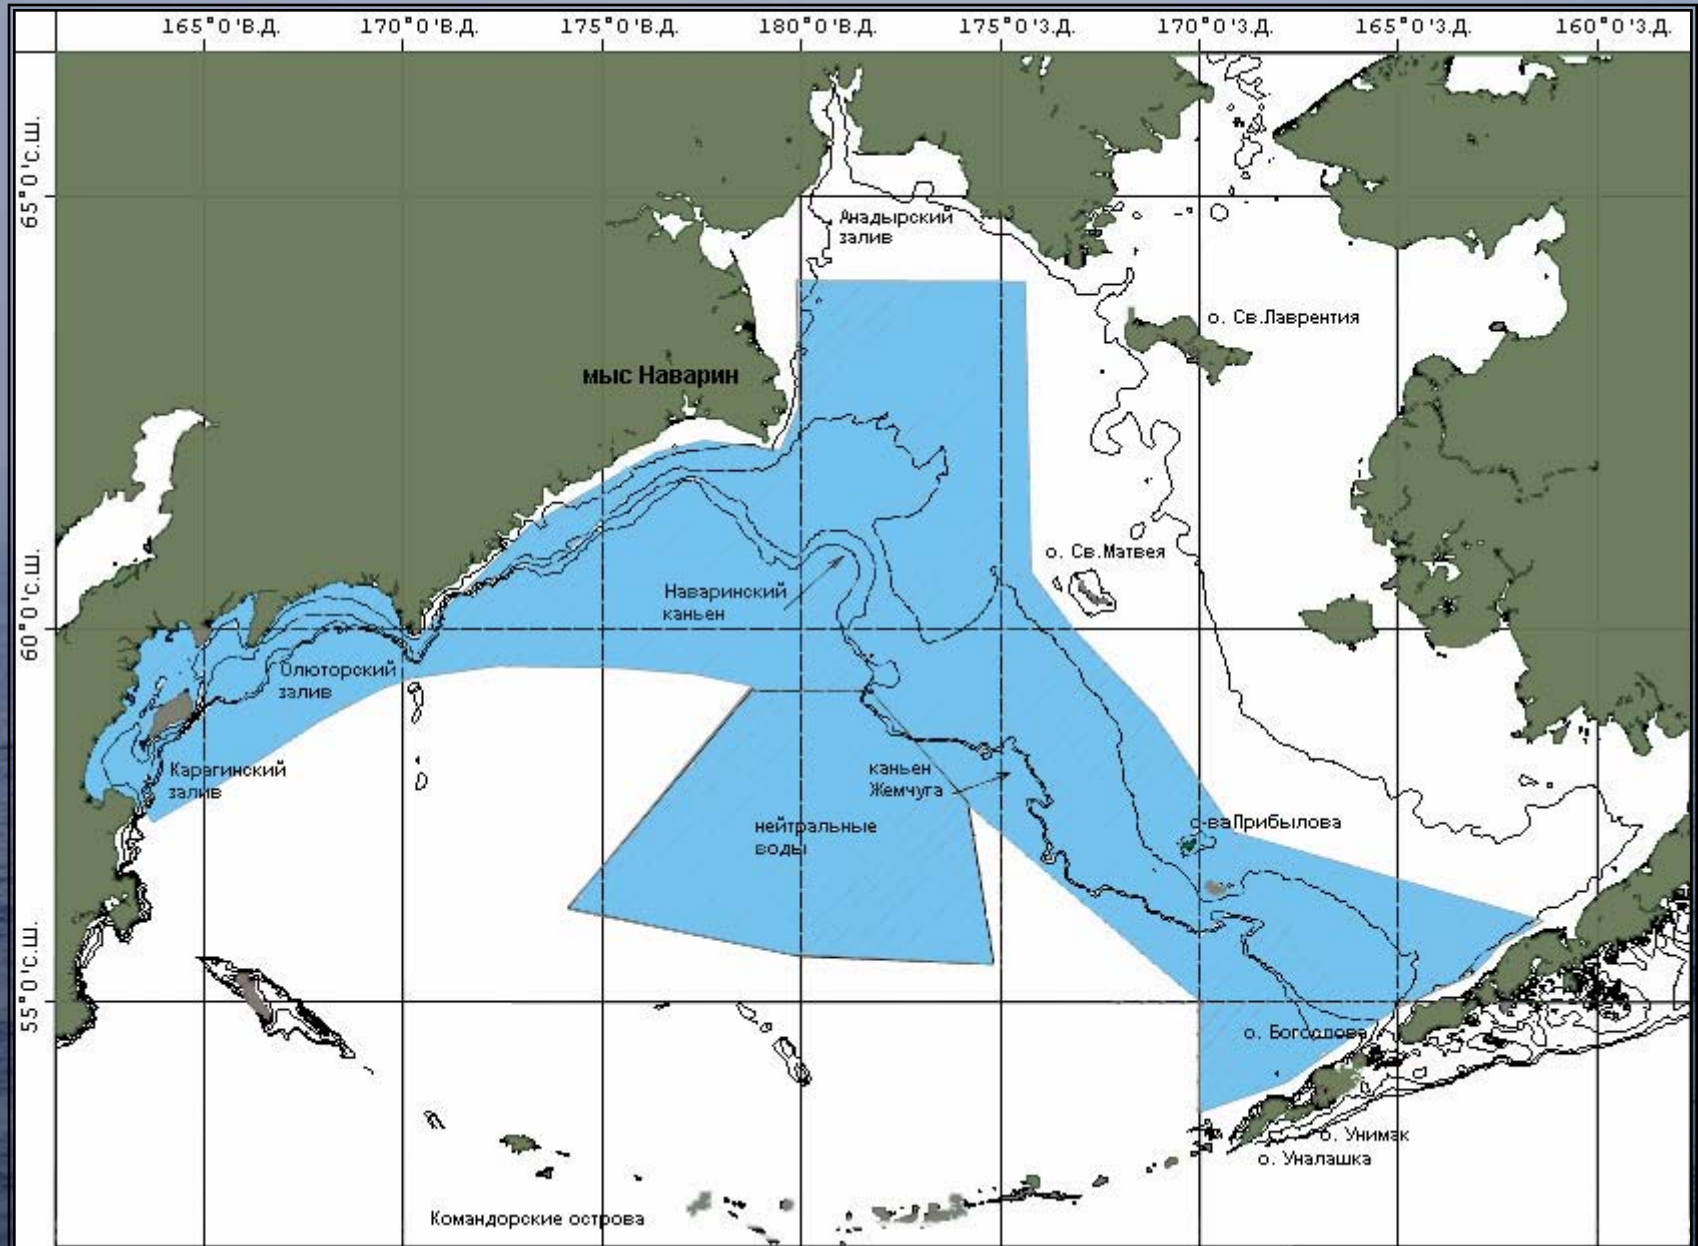 165°0'В.Д.
170°0'В.Д.
175°0'В.Д.
180°0'В.Д.
175°0'З.Д.
170°0'З.Д.
165°0'З.Д.
160°0'З.Д.
65°0'С.Ш.
Анадырский
залив
о. Св.Лаврентия
мыс Наварин
о. Св.Матвея
60°0'С.Ш.
Наваринский
каньен
Олюторский
залив
Карагинский
залив
каньен
Жемчуга
нейтральные
воды
о-ва Прибылова
55°0'С.Ш.
о. Богослова
о. Унимак
о. Уналашка
Командорские острова